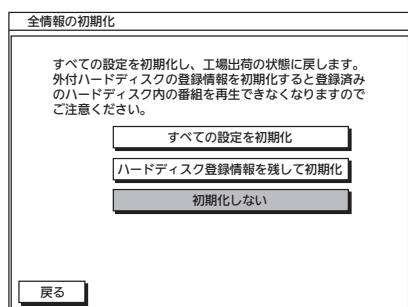 全情報の初期化
すべての設定を初期化し、工場出荷の状態に戻します。
外付ハードディスクの登録情報を初期化すると登録済み
のハードディスク内の番組を再生できなくなりますので
ご注意ください。
すべての設定を初期化
ハードディスク登録情報を残して初期化
初期化しない
戻る